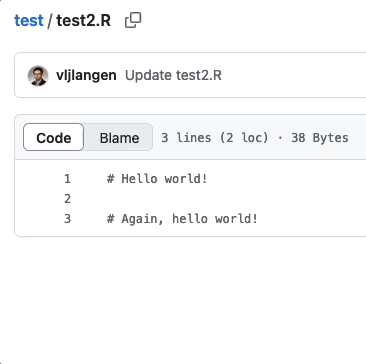 test / test2.R
vljlangen Update test2.R
Code Blame 3 lines (2 loc) · 38 Bytes
1 # Hello world!
2
3 # Again, hello world!